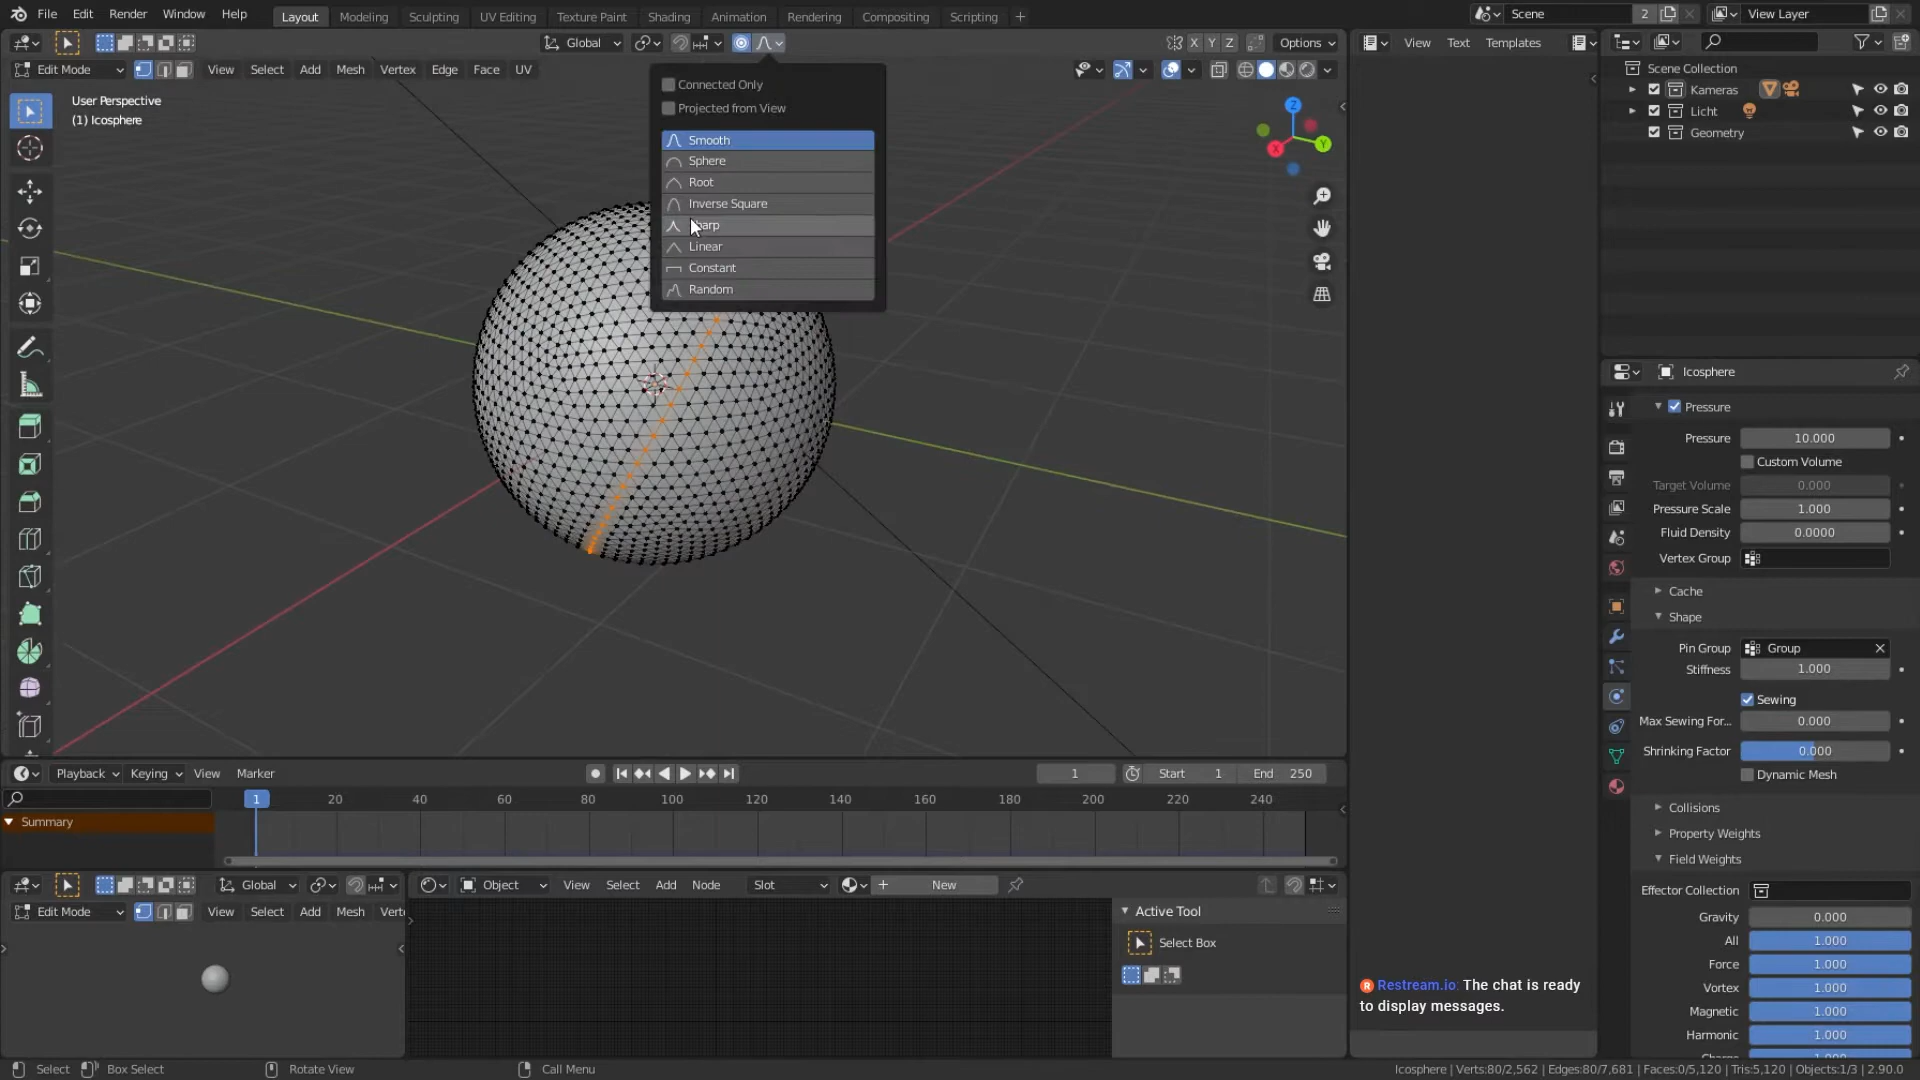 File Edit Render Window Help Layout Modeling Sculpting UV Editing Texture Paint Shading Animation Rendering Compositing Scripting + Scene 2 View Layer
Global X Y Z Options View Text Templates
Edit Mode View Select Add Mesh Vertex Edge Face UV
Scene Collection
Kameras
Licht
Geometry
User Perspective
(1) Icosphere
Connected Only
Projected from View
Smooth
Sphere
Root
Inverse Square
Linear
Constant
Random
Z
Y
X
Icosphere
Pressure
Pressure 10.000
Custom Volume
Target Volume 0.000
Pressure Scale 1.000
Fluid Density 0.0000
Vertex Group
Cache
Shape
Pin Group Group
Stiffness 1.000
Sewing
Max Sewing For... 0.000
Shrinking Factor 0.000
Dynamic Mesh
Collisions
Property Weights
Field Weights
Effector Collection
Gravity 0.000
All 1.000
Force 1.000
Vortex 1.000
Magnetic 1.000
Harmonic 1.000
Playback Keying View Marker 1 Start 1 End 250
1 20 40 60 80 100 120 140 160 180 200 220 240
Summary
Global Object View Select Add Node Slot New
Edit Mode View Select Add Mesh Verte
Active Tool
Select Box
Restream.io: The chat is ready
to display messages.
Select Box Select Rotate View Call Menu Icosphere | Verts:80/2,562 | Edges:80/7,681 | Faces:0/5,120 | Tris:5,120 | Objects:1/3 | 2.90.0